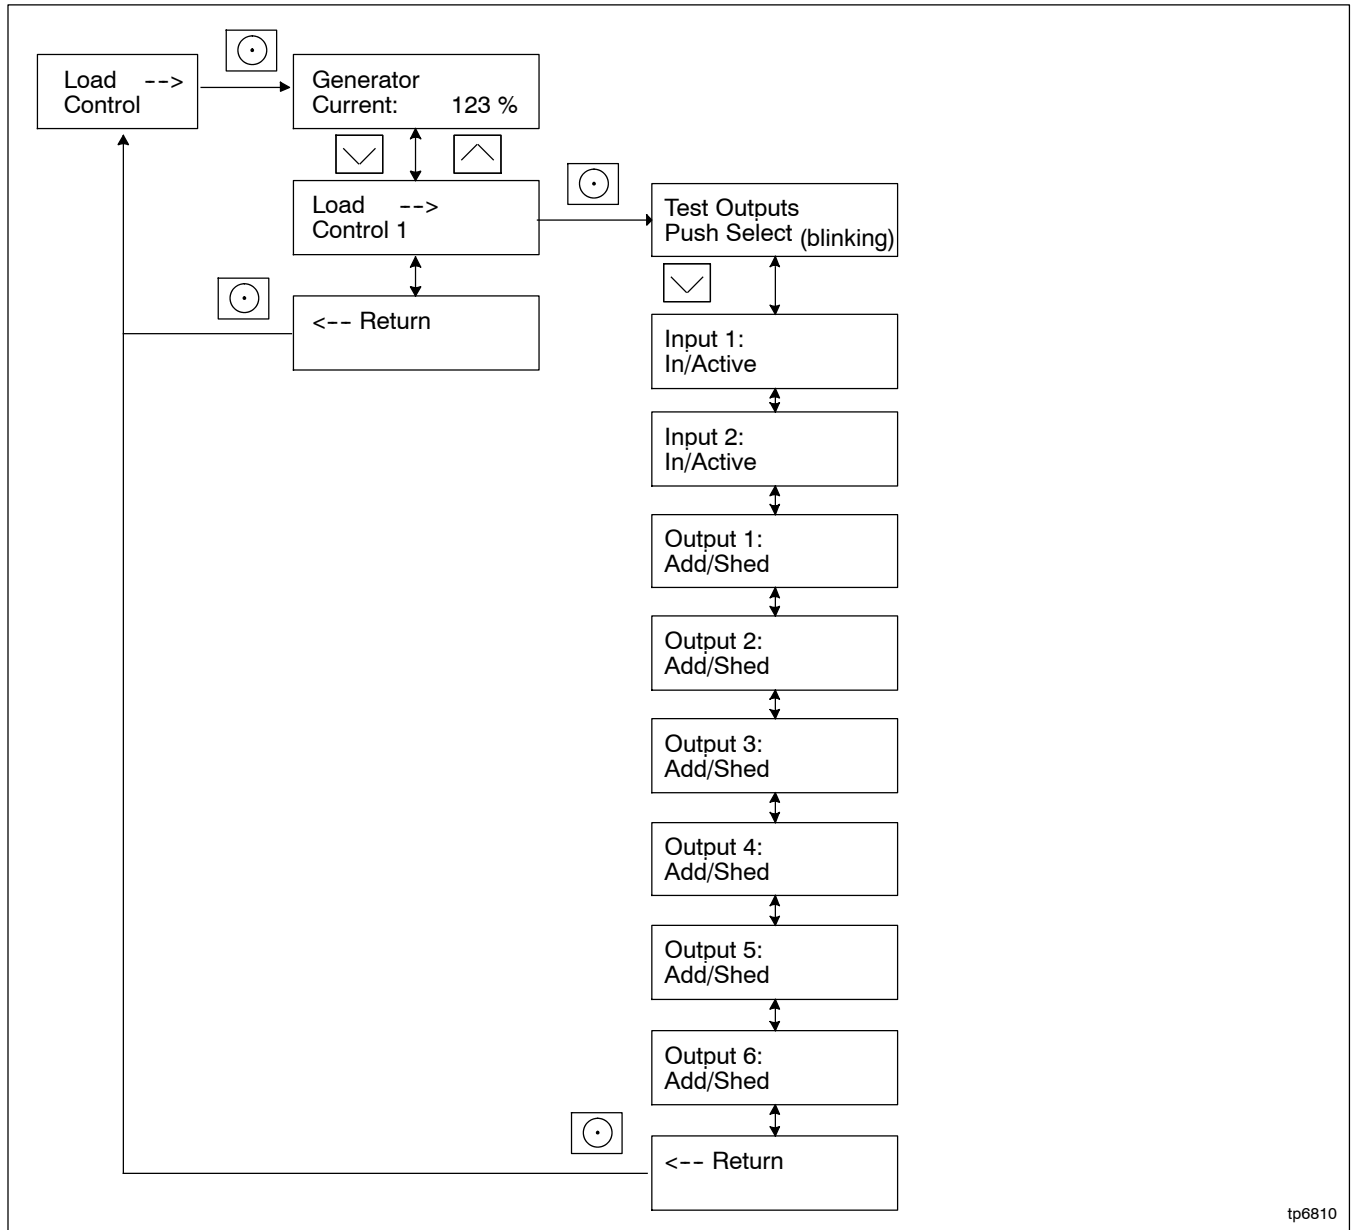 Load -->
Control
Generator
Current: 123 %
Load -->
Control 1
<-- Return
Test Outputs
Push Select (blinking)
Input 1:
In/Active
Input 2:
In/Active
Output 1:
Add/Shed
Output 2:
Add/Shed
Output 3:
Add/Shed
Output 4:
Add/Shed
Output 5:
Add/Shed
Output 6:
Add/Shed
<-- Return
tp6810